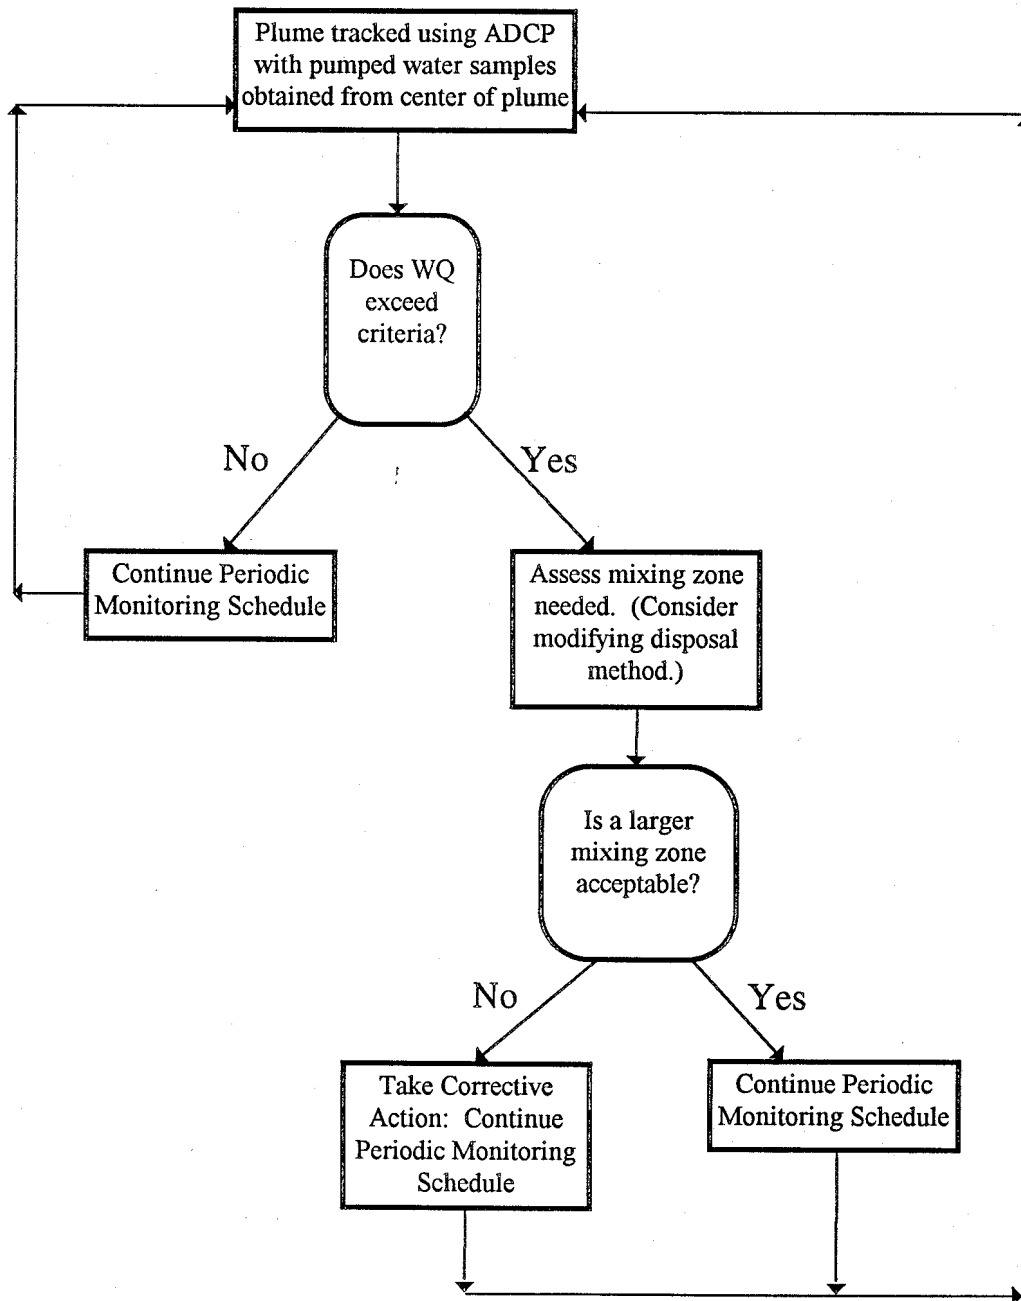 Plume tracked using ADCP
with pumped water samples
obtained from center of plume
Does WQ
exceed
criteria?
No
Yes
Continue Periodic
Monitoring Schedule
Assess mixing zone
needed. (Consider
modifying disposal
method.)
Is a larger
mixing zone
acceptable?
No
Yes
Take Corrective
Action: Continue
Periodic Monitoring
Schedule
Continue Periodic
Monitoring Schedule